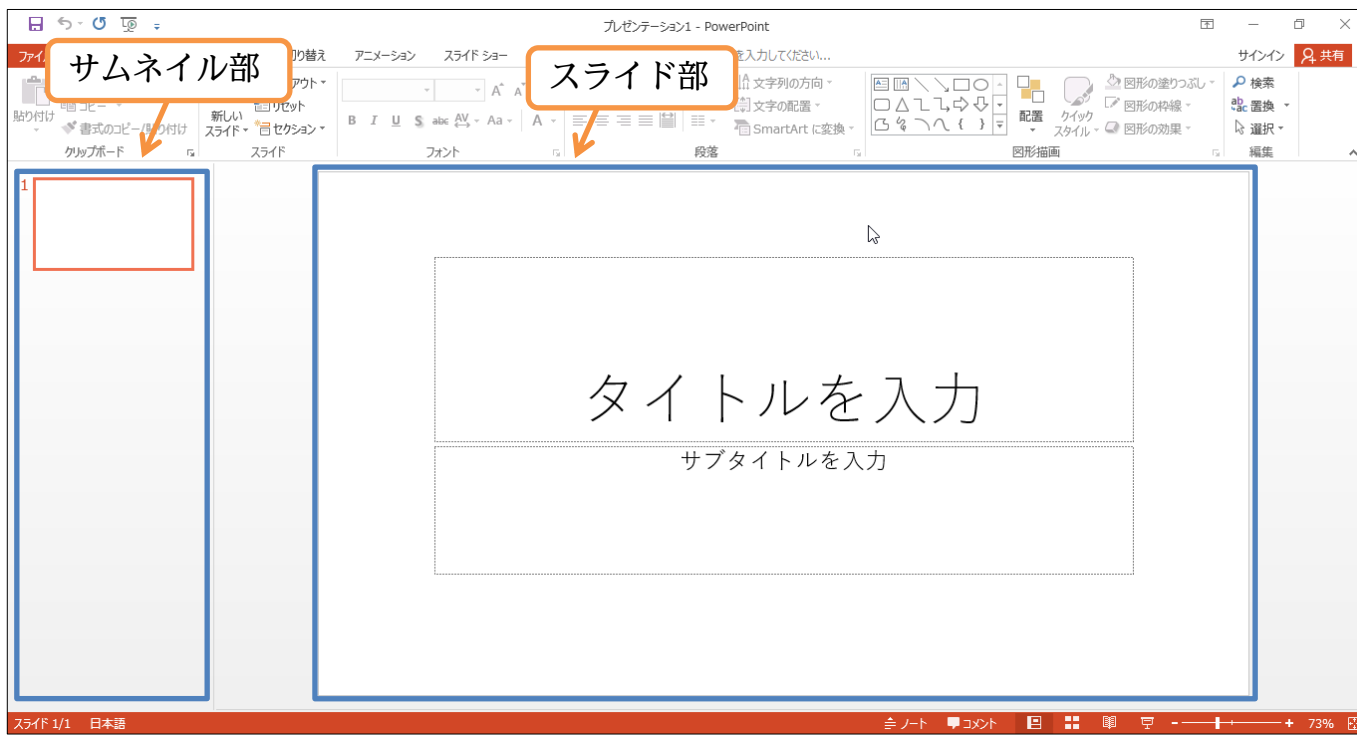 プレゼンテーション1 - PowerPoint
切り替え アニメーション スライド ショー を入力してください... サインイン 共有
サムネイル部
スライド部
貼り付け
コピー
書式のコピー/貼り付け
クリップボード
新しい
スライド
リセット
セクション
スライド
B I U S abc AV Aa A
フォント
文字列の方向
文字の配置
SmartArt に変換
段落
配置
クイック
スタイル
図形の塗りつぶし
図形の枠線
図形の効果
図形描画
検索
置換
選択
編集
1
タイトルを入力
サブタイトルを入力
スライド 1/1 日本語 ノート コメント 73%